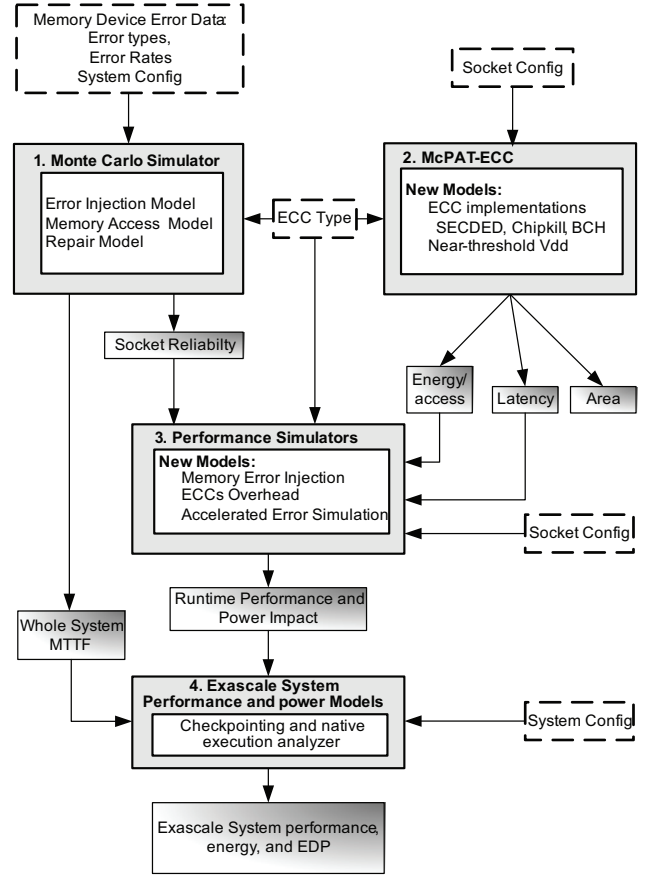 Memory Device Error Data:
Error types,
Error Rates
System Config
Socket Config
1. Monte Carlo Simulator
Error Injection Model
Memory Access Model
Repair Model
ECC Type
2. McPAT-ECC
New Models:
ECC implementations
SECDED, Chipkill, BCH
Near-threshold Vdd
Socket Reliabilty
Energy/
access
Latency
Area
3. Performance Simulators
New Models:
Memory Error Injection
ECCs Overhead
Accelerated Error Simulation
Socket Config
Runtime Performance and
Power Impact
Whole System
MTTF
4. Exascale System
Performance and power Models
Checkpointing and native
execution analyzer
System Config
Exascale System performance,
energy, and EDP